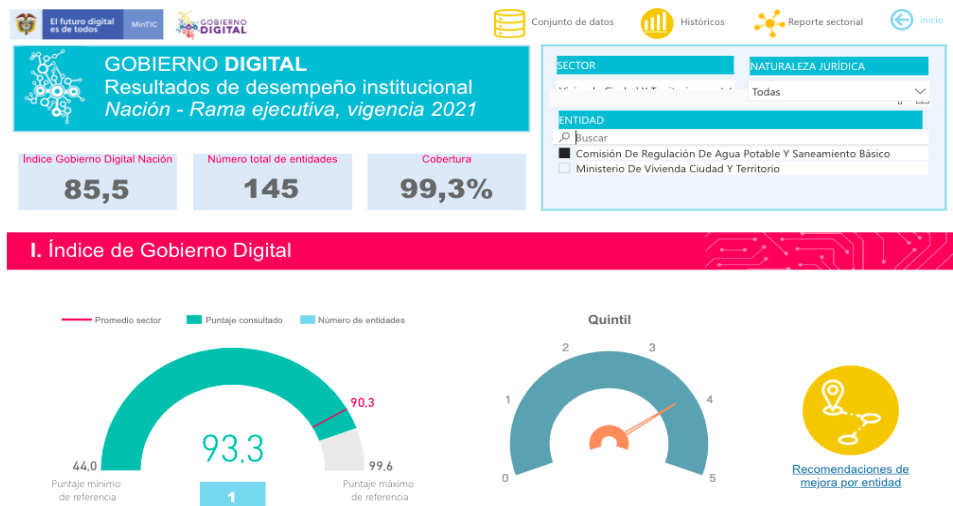 El futuro digital
es de todos
MinTIC
GOBIERNO
DIGITAL
Conjunto de datos
Históricos
Reporte sectorial
inicio
GOBIERNO DIGITAL
Resultados de desempeño institucional
Nación - Rama ejecutiva, vigencia 2021
SECTOR
NATURALEZA JURÍDICA
Todas
ENTIDAD
Buscar
Comisión De Regulación De Agua Potable Y Saneamiento Básico
Ministerio De Vivienda Ciudad Y Territorio
Índice Gobierno Digital Nación
85,5
Número total de entidades
145
Cobertura
99,3%
I. Índice de Gobierno Digital
Promedio sector
Puntaje consultado
Número de entidades
90,3
93,3
44,0
99,6
Puntaje mínimo
de referencia
Puntaje máximo
de referencia
1
Quintil
0
1
2
3
4
5
Recomendaciones de
mejora por entidad